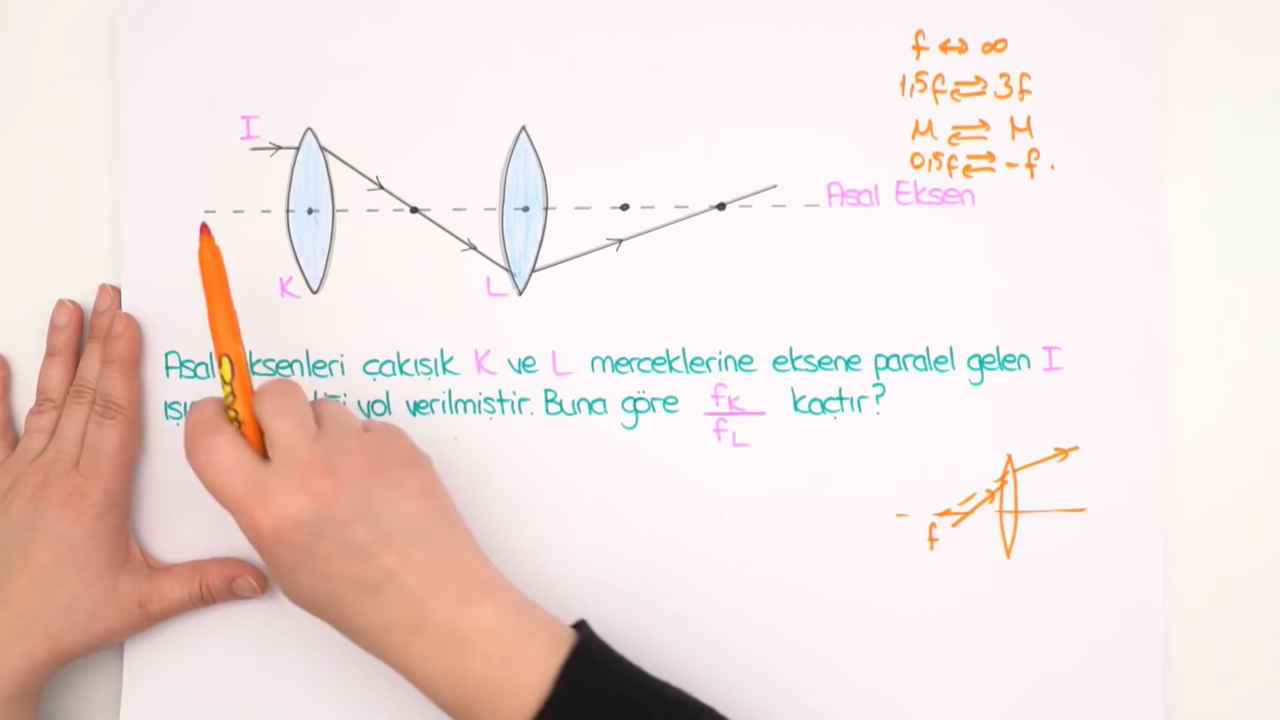 f ↔ ∞
1,5f ⇄ 3f
M ⇄ M
0,5f ⇄ -f.
I
Asal Eksen
K
L
Asal ksenleri çakışık K ve L merceklerine eksene paralel gelen I
yol verilmiştir. Buna göre fK/fL kaçtır?
f